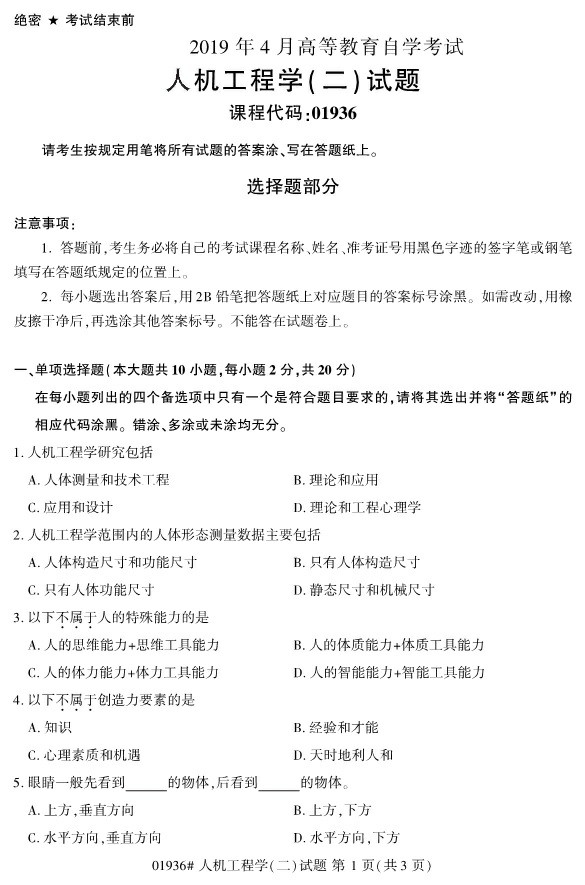 绝密 ★ 考试结束前
2019 年 4 月高等教育自学考试
人机工程学(二)试题
课程代码:01936
请考生按规定用笔将所有试题的答案涂、写在答题纸上。
选择题部分
注意事项:
1. 答题前,考生务必将自己的考试课程名称、姓名、准考证号用黑色字迹的签字笔或钢笔
填写在答题纸规定的位置上。
2. 每小题选出答案后,用 2B 铅笔把答题纸上对应题目的答案标号涂黑。如需改动,用橡
皮擦干净后,再选涂其他答案标号。不能答在试题卷上。
一、单项选择题(本大题共 10 小题,每小题 2 分,共 20 分)
在每小题列出的四个备选项中只有一个是符合题目要求的,请将其选出并将“答题纸”的
相应代码涂黑。错涂、多涂或未涂均无分。
1. 人机工程学研究包括
A. 人体测量和技术工程 B. 理论和应用
C. 应用和设计 D. 理论和工程心理学
2. 人机工程学范围内的人体形态测量数据主要包括
A. 人体构造尺寸和功能尺寸 B. 只有人体构造尺寸
C. 只有人体功能尺寸 D. 静态尺寸和机械尺寸
3. 以下不属于人的特殊能力的是
A. 人的思维能力+思维工具能力 B. 人的体质能力+体质工具能力
C. 人的体力能力+体力工具能力 D. 人的智能能力+智能工具能力
4. 以下不属于创造力要素的是
A. 知识 B. 经验和才能
C. 心理素质和机遇 D. 天时地利人和
5. 眼睛一般先看到______的物体,后看到______的物体。
A. 上方,垂直方向 B. 上方,下方
C. 水平方向,垂直方向 D. 水平方向,下方
01936# 人机工程学(二)试题 第 1 页(共 3 页)